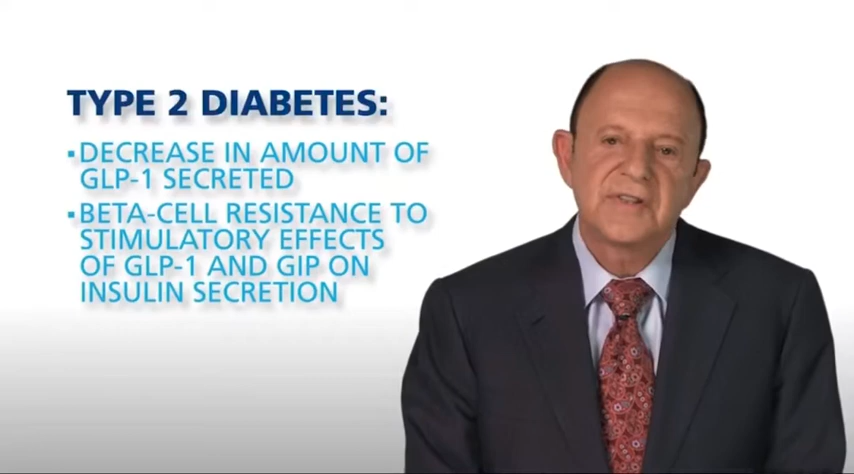 TYPE 2 DIABETES:
▪DECREASE IN AMOUNT OF
GLP-1 SECRETED
▪BETA-CELL RESISTANCE TO
STIMULATORY EFFECTS
OF GLP-1 AND GIP ON
INSULIN SECRETION